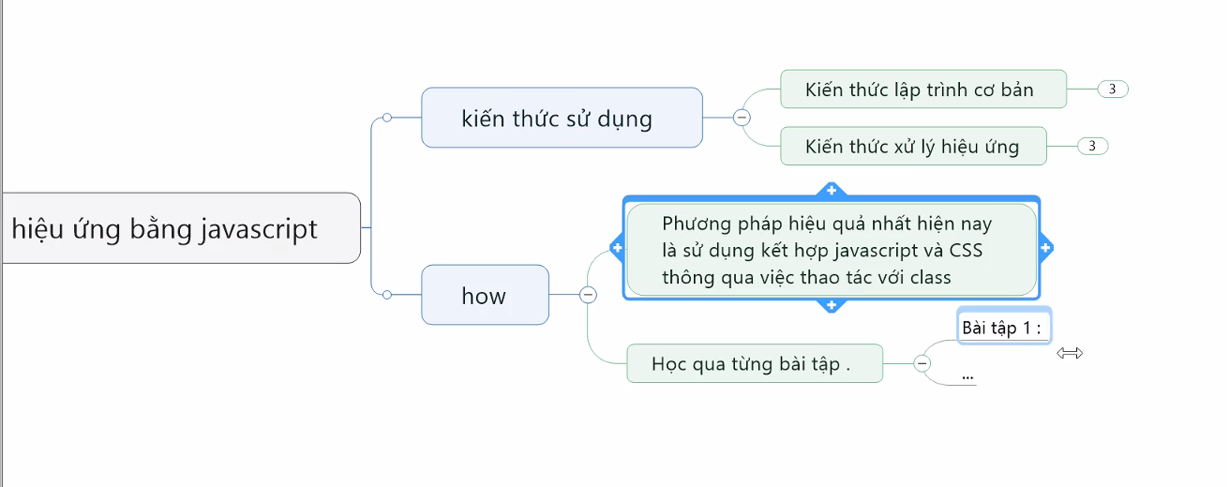 Kiến thức lập trình cơ bản
3
kiến thức sử dụng
Kiến thức xử lý hiệu ứng
3
hiệu ứng bằng javascript
Phương pháp hiệu quả nhất hiện nay
là sử dụng kết hợp javascript và CSS
thông qua việc thao tác với class
how
Bài tập 1 :
Học qua từng bài tập .
...